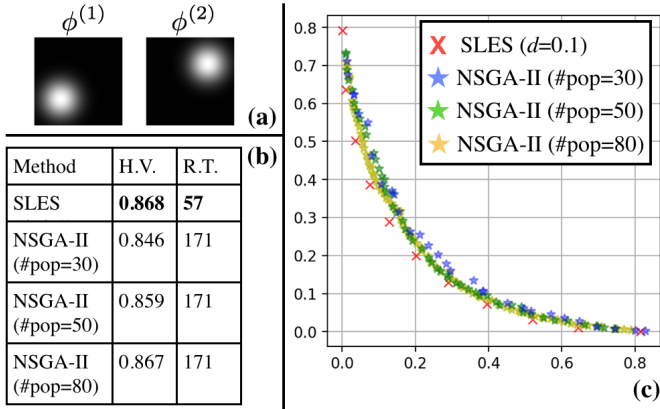 ϕ(1) ϕ(2)
(a)
(b)
Method H.V. R.T.
SLES 0.868 57
NSGA-II 0.846 171
(#pop=30)
NSGA-II 0.859 171
(#pop=50)
NSGA-II 0.867 171
(#pop=80)
X SLES (d=0.1)
NSGA-II (#pop=30)
NSGA-II (#pop=50)
NSGA-II (#pop=80)
0.8
0.7
0.6
0.5
0.4
0.3
0.2
0.1
0.0
0.0 0.2 0.4 0.6 0.8
(c)